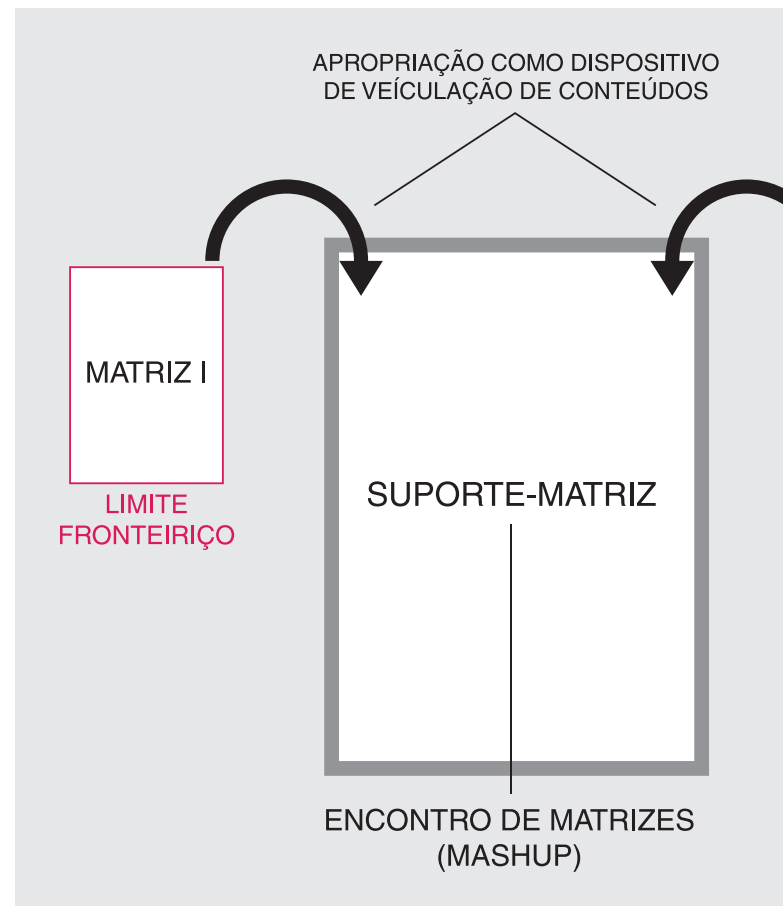 APROPRIAÇÃO COMO DISPOSITIVO
DE VEÍCULAÇÃO DE CONTEÚDOS
MATRIZ I
LIMITE
FRONTEIRIÇO
SUPORTE-MATRIZ
ENCONTRO DE MATRIZES
(MASHUP)